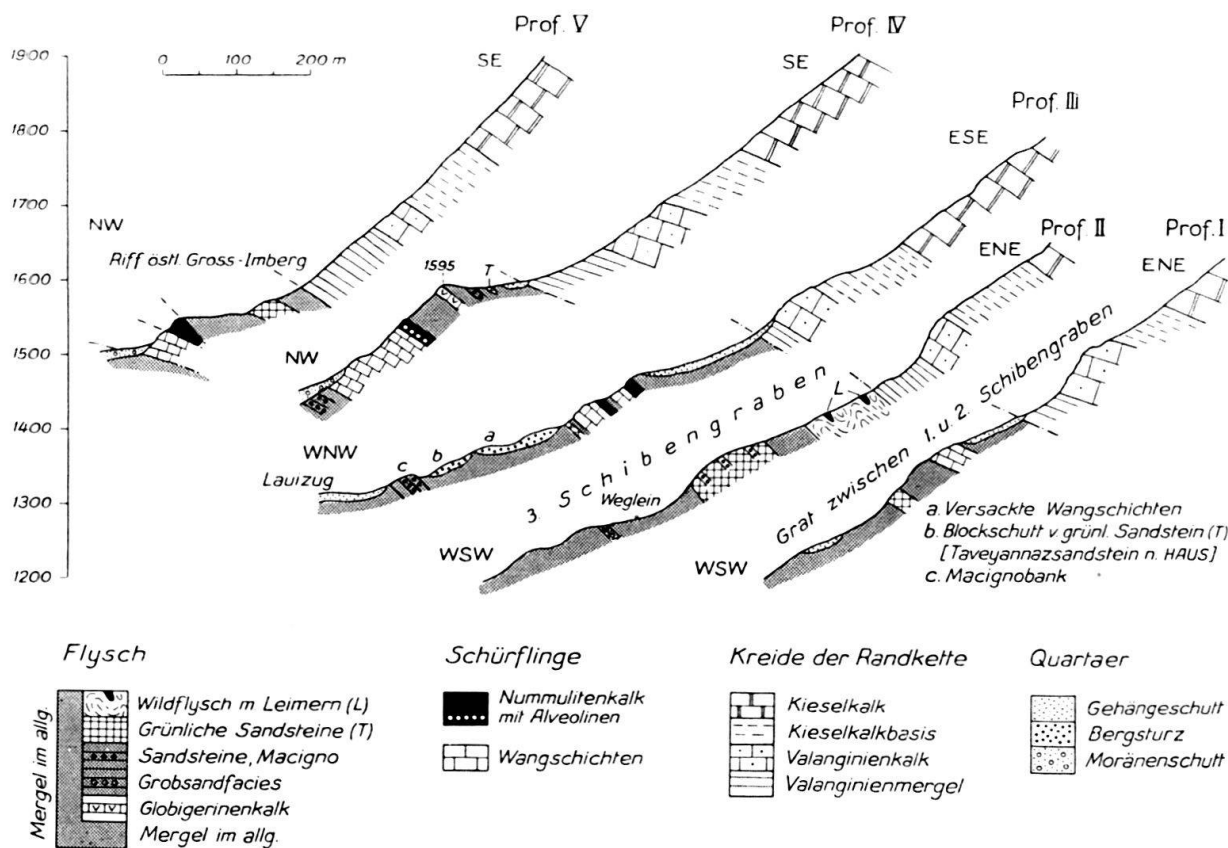 Prof. V
Prof. IV
Prof. III
Prof. II
Prof. I
1900
1800
1700
1600
1500
1400
1300
1200
0 100 200 m
SE
SE
ESE
ENE
ENE
NW
Riff östl. Gross-Imberg
1595
T
NW
WNW
Lauizug
c
b
a
3. Schibengraben
Weglein
L
WSW
Grat zwischen 1. u. 2. Schibengraben
WSW
a. Versackte Wangschichten
b. Blockschutt v. grünl. Sandstein (T)
[Taveyannazsandstein n. HAUS]
c. Macignobank
Flysch
Mergel im allg.
Wildflysch m. Leimern (L)
Grünliche Sandsteine (T)
Sandsteine, Macigno
Grobsandfacies
Globigerinenkalk
Mergel im allg.
Schürflinge
Nummulitenkalk
mit Alveolinen
Wangschichten
Kreide der Randkette
Kieselkalk
Kieselkalkbasis
Valanginienkalk
Valanginienmergel
Quartaer
Gehängeschutt
Bergsturz
Moränenschutt